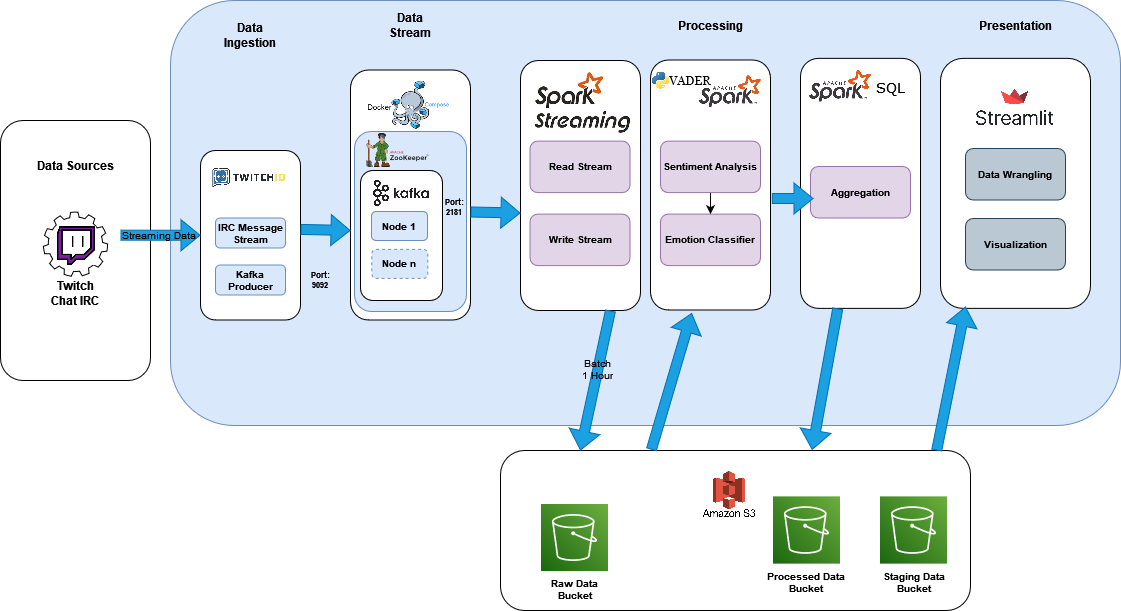 Data
Ingestion
Data
Stream
Processing
Presentation
Data Sources
Twitch
Chat IRC
Streaming Data
TWITCHIO
IRC Message
Stream
Kafka
Producer
Port:
9092
Docker
Compose
APACHE
ZooKeeper™
kafka
Node 1
Node n
Port:
2181
Spark
Streaming
Read Stream
Write Stream
VADER
APACHE
Spark™
Sentiment Analysis
Emotion Classifier
APACHE
Spark™ SQL
Aggregation
Streamlit
Data Wrangling
Visualization
Batch
1 Hour
Amazon S3
Raw Data
Bucket
Processed Data
Bucket
Staging Data
Bucket